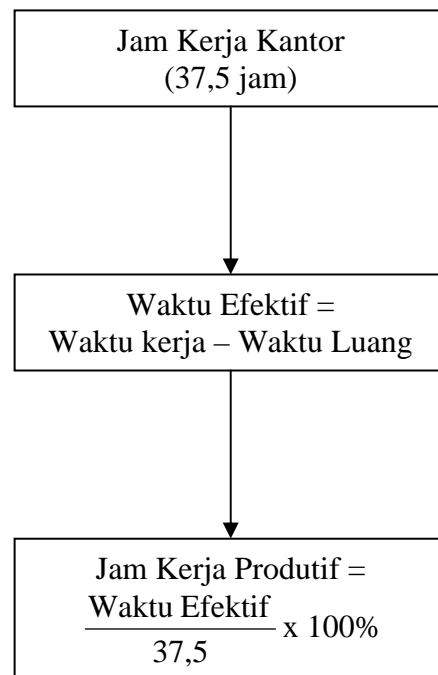 Jam Kerja Kantor
(37,5 jam)
Waktu Efektif =
Waktu kerja – Waktu Luang
Jam Kerja Produtif =
Waktu Efektif
x 100%
37,5